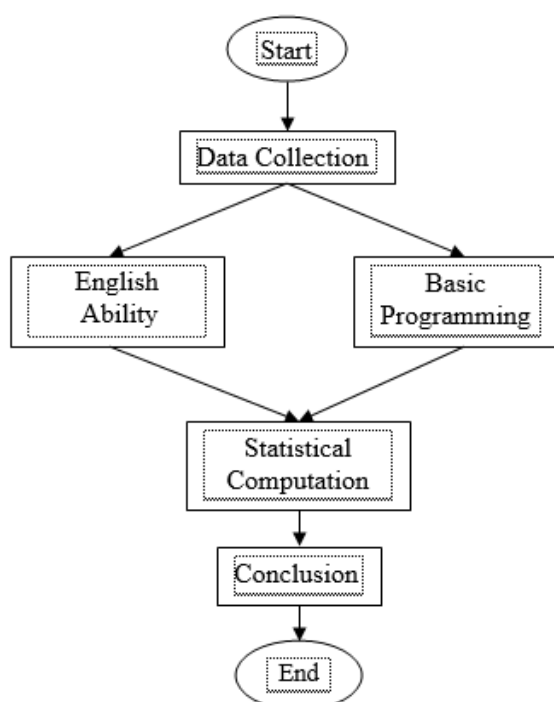 Start
Data Collection
English
Ability
Basic
Programming
Statistical
Computation
Conclusion
End